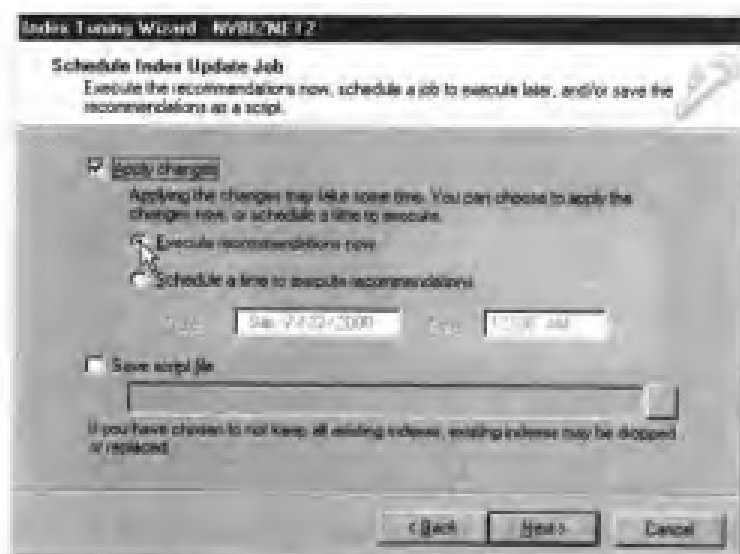 Index Tuning Wizard - NVBIZNET2
Schedule Index Update Job
Execute the recommendations now, schedule a job to execute later, and/or save the
recommendations as a script.
Apply changes
Applying the changes may take some time. You can choose to apply the
changes now, or schedule a time to execute.
Execute recommendations now
Schedule a time to execute recommendations
Save script file
If you have chosen to not keep all existing indexes, existing indexes may be dropped
or replaced
< Back
Next >
Cancel